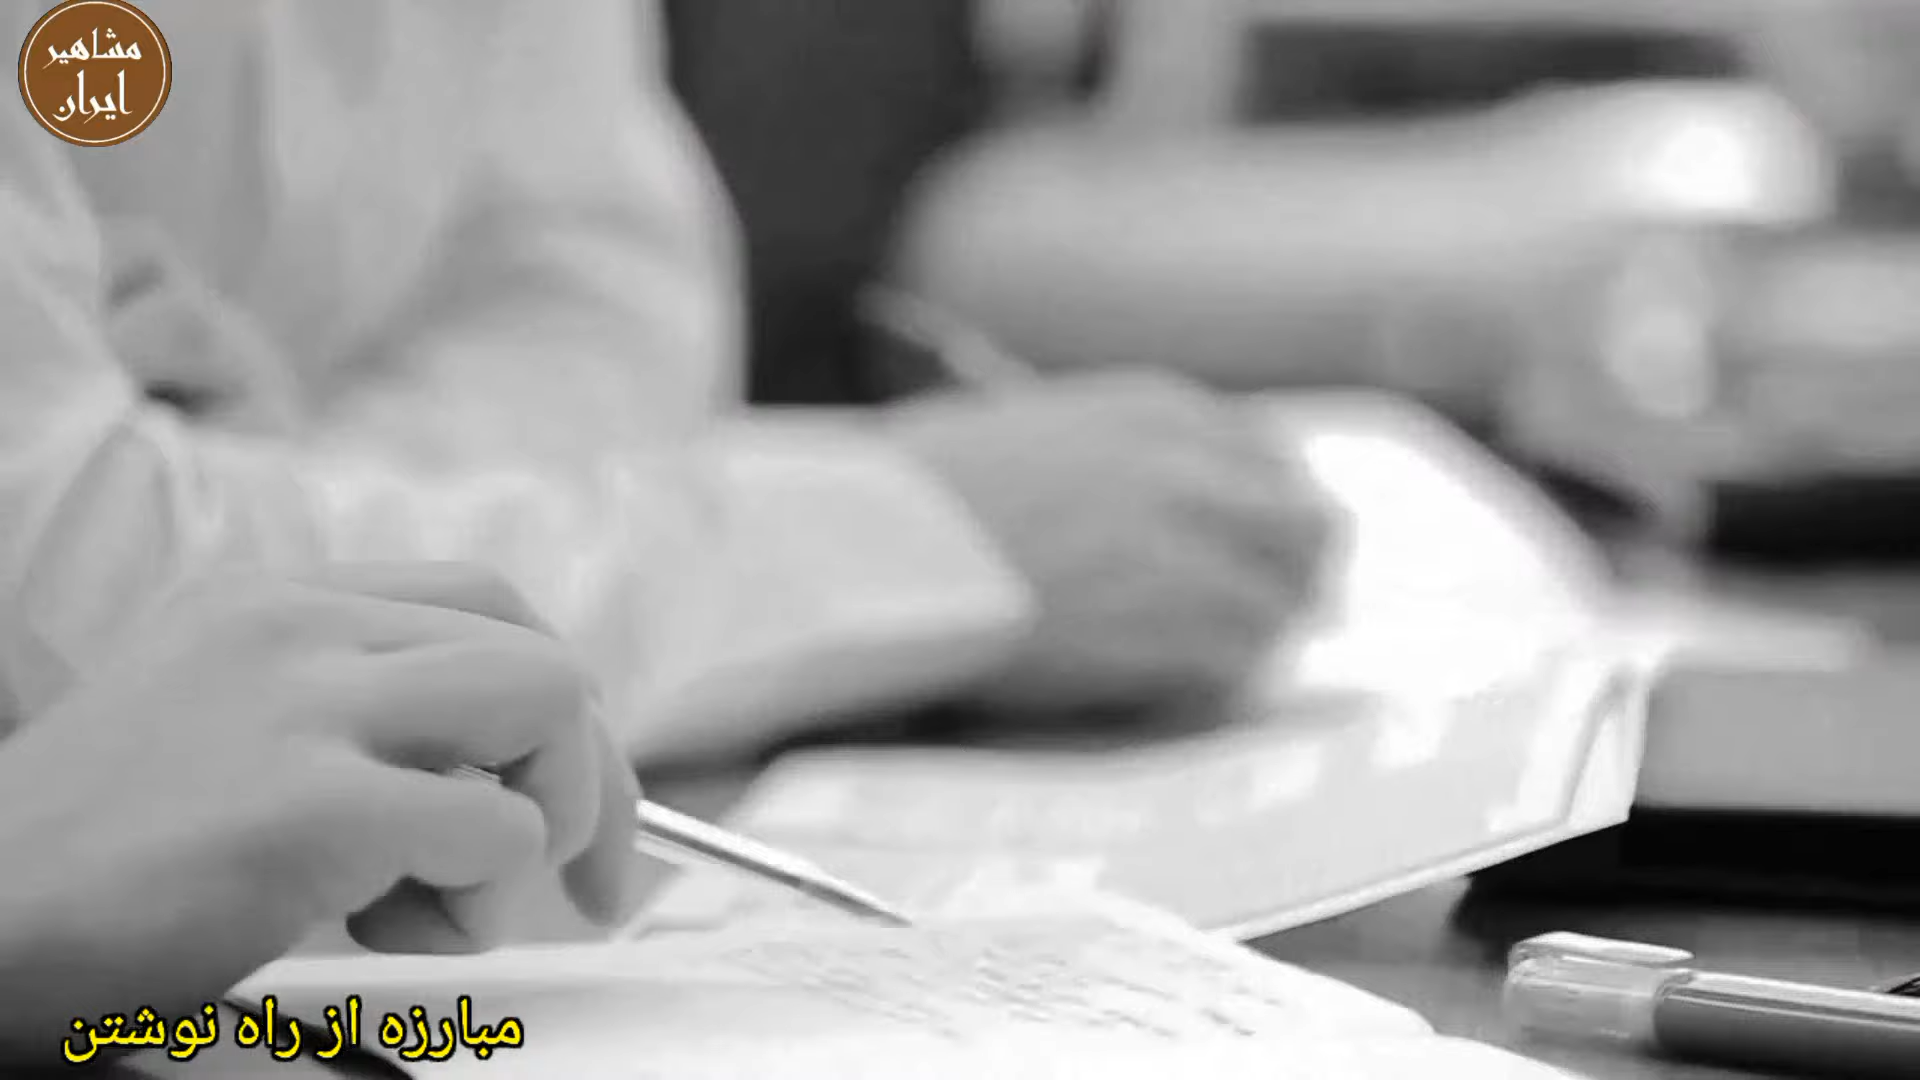 مشاهیر
ایران
مبارزه از راه نوشتن